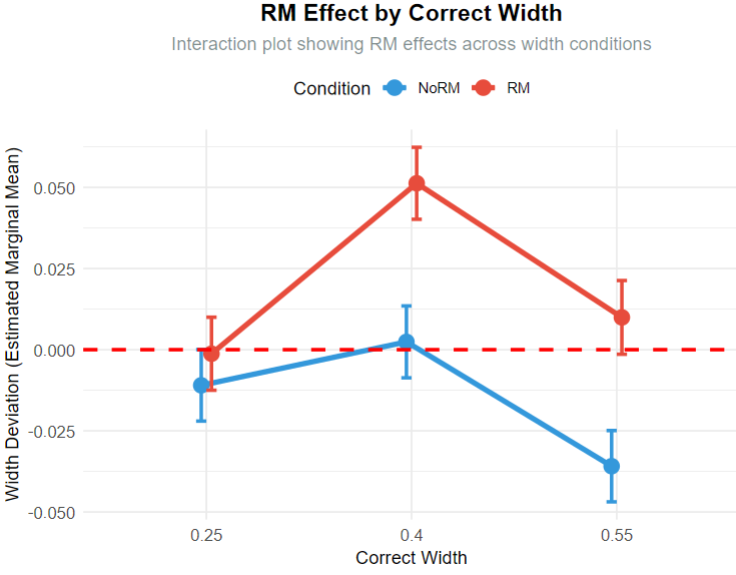 RM Effect by Correct Width
Interaction plot showing RM effects across width conditions
Condition NoRM RM
Width Deviation (Estimated Marginal Mean)
0.050
0.025
0.000
-0.025
-0.050
0.25 0.4 0.55
Correct Width